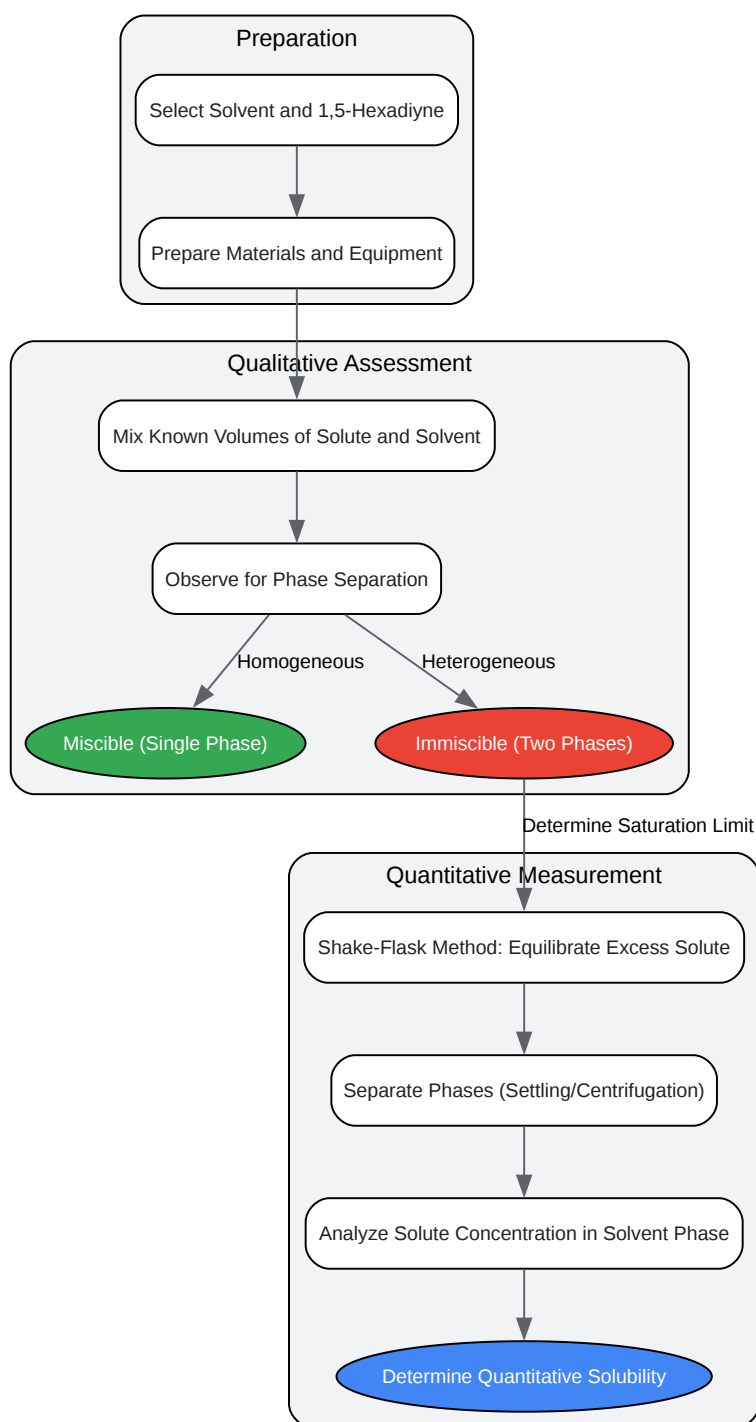 Preparation
Select Solvent and 1,5-Hexadiyne
Prepare Materials and Equipment
Qualitative Assessment
Mix Known Volumes of Solute and Solvent
Observe for Phase Separation
Homogeneous
Heterogeneous
Miscible (Single Phase)
Immiscible (Two Phases)
Determine Saturation Limit
Quantitative Measurement
Shake-Flask Method: Equilibrate Excess Solute
Separate Phases (Settling/Centrifugation)
Analyze Solute Concentration in Solvent Phase
Determine Quantitative Solubility